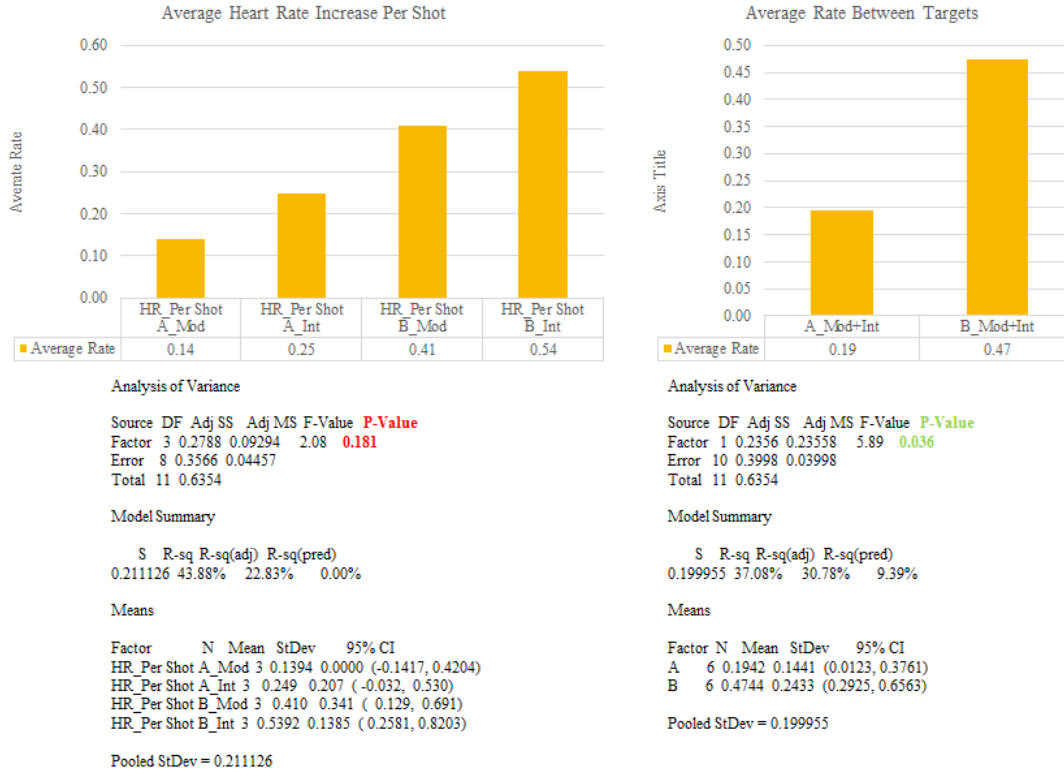 Average Heart Rate Increase Per Shot
0.60
0.50
0.40
0.30
0.20
0.10
0.00
Averate Rate
HR_Per Shot A_Mod
HR_Per Shot A_Int
HR_Per Shot B_Mod
HR_Per Shot B_Int
Average Rate 0.14 0.25 0.41 0.54
Analysis of Variance
Source DF Adj SS Adj MS F-Value P-Value
Factor 3 0.2788 0.09294 2.08 0.181
Error 8 0.3566 0.04457
Total 11 0.6354
Model Summary
S R-sq R-sq(adj) R-sq(pred)
0.211126 43.88% 22.83% 0.00%
Means
Factor N Mean StDev 95% CI
HR_Per Shot A_Mod 3 0.1394 0.0000 (-0.1417, 0.4204)
HR_Per Shot A_Int 3 0.249 0.207 ( -0.032, 0.530)
HR_Per Shot B_Mod 3 0.410 0.341 ( 0.129, 0.691)
HR_Per Shot B_Int 3 0.5392 0.1385 ( 0.2581, 0.8203)
Pooled StDev = 0.211126
Average Rate Between Targets
0.50
0.45
0.40
0.35
0.30
0.25
0.20
0.15
0.10
0.05
0.00
Axis Title
A_Mod+Int
B_Mod+Int
Average Rate 0.19 0.47
Analysis of Variance
Source DF Adj SS Adj MS F-Value P-Value
Factor 1 0.2356 0.23558 5.89 0.036
Error 10 0.3998 0.03998
Total 11 0.6354
Model Summary
S R-sq R-sq(adj) R-sq(pred)
0.199955 37.08% 30.78% 9.39%
Means
Factor N Mean StDev 95% CI
A 6 0.1942 0.1441 (0.0123, 0.3761)
B 6 0.4744 0.2433 (0.2925, 0.6563)
Pooled StDev = 0.199955